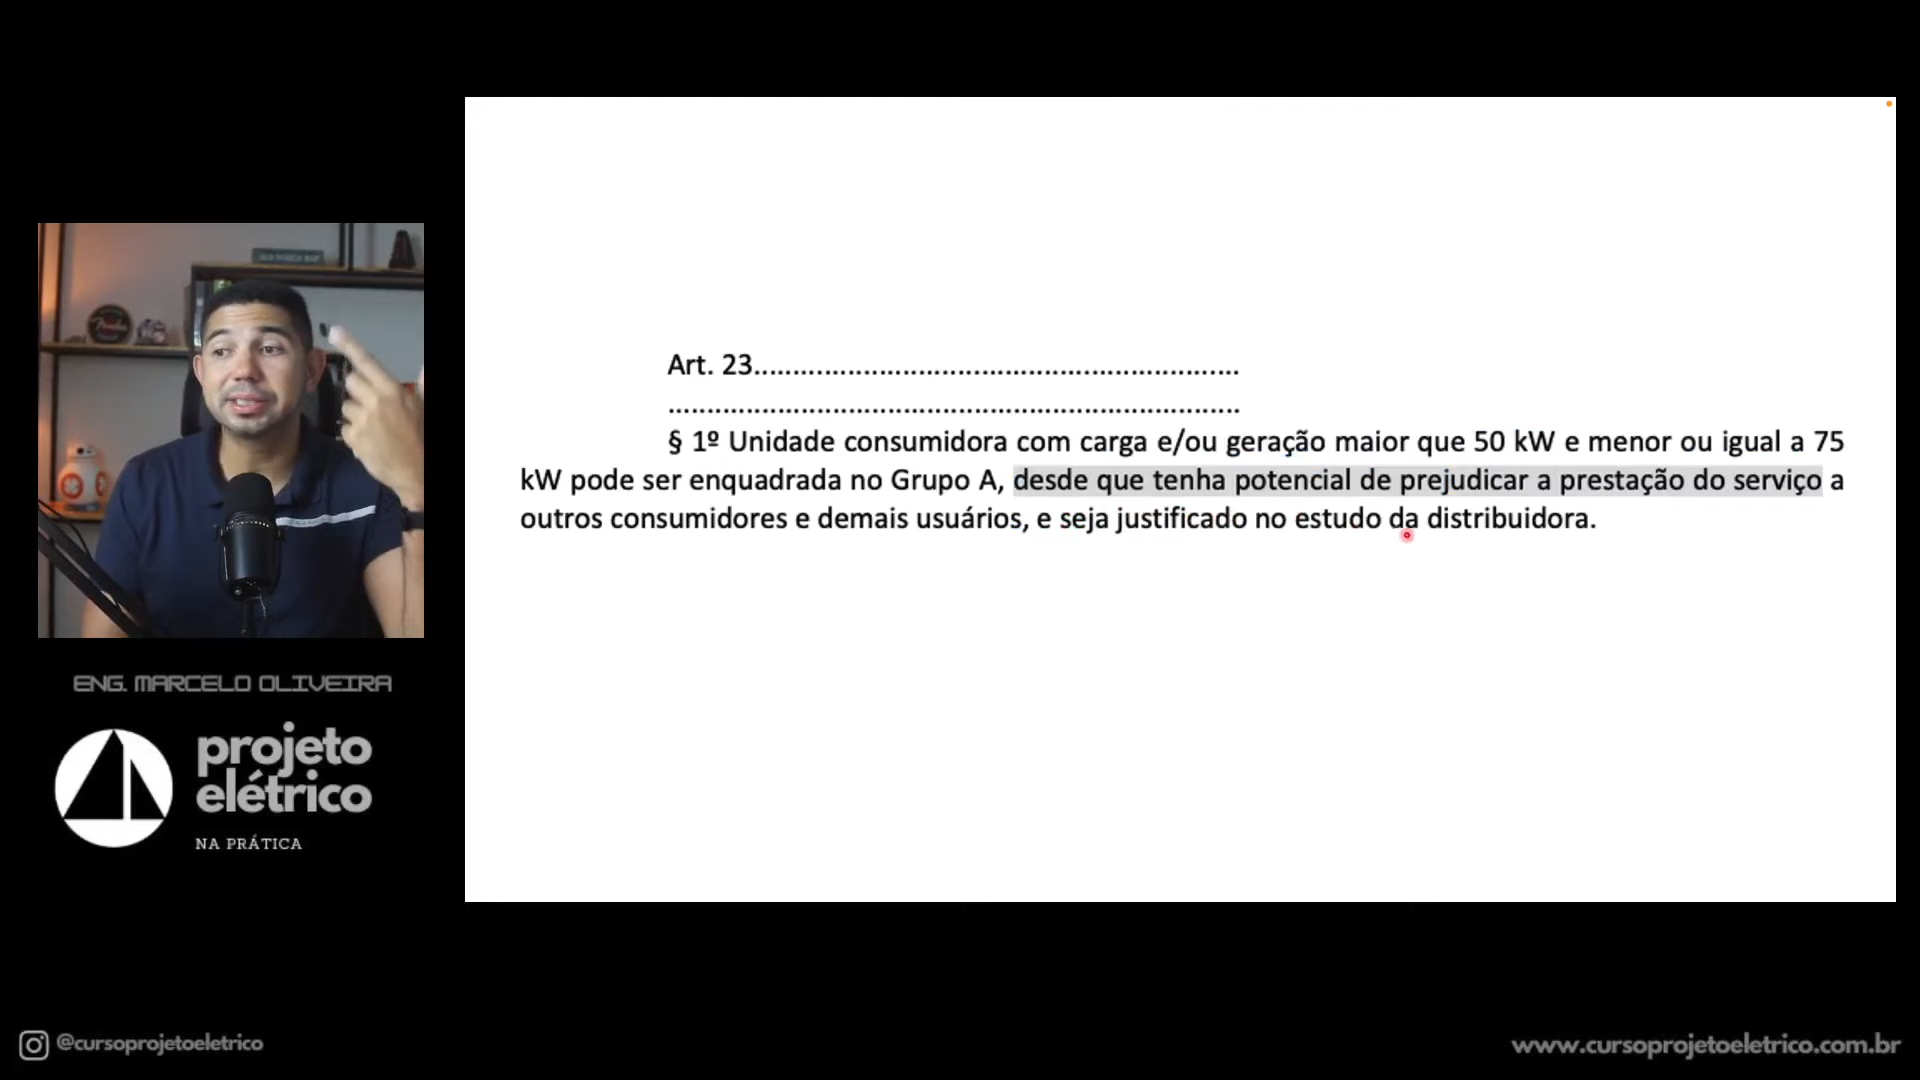 Art. 23..............................................................
.........................................................................
§ 1º Unidade consumidora com carga e/ou geração maior que 50 kW e menor ou igual a 75
kW pode ser enquadrada no Grupo A, desde que tenha potencial de prejudicar a prestação do serviço a
outros consumidores e demais usuários, e seja justificado no estudo da distribuidora.
Fender
ENG. MARCELO OLIVEIRA
projeto
elétrico
NA PRÁTICA
@cursoprojetoeletrico
www.cursoprojetoeletrico.com.br